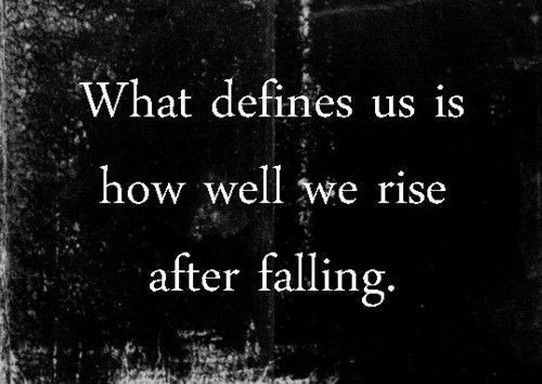 What defines us is
how well we rise
after falling.